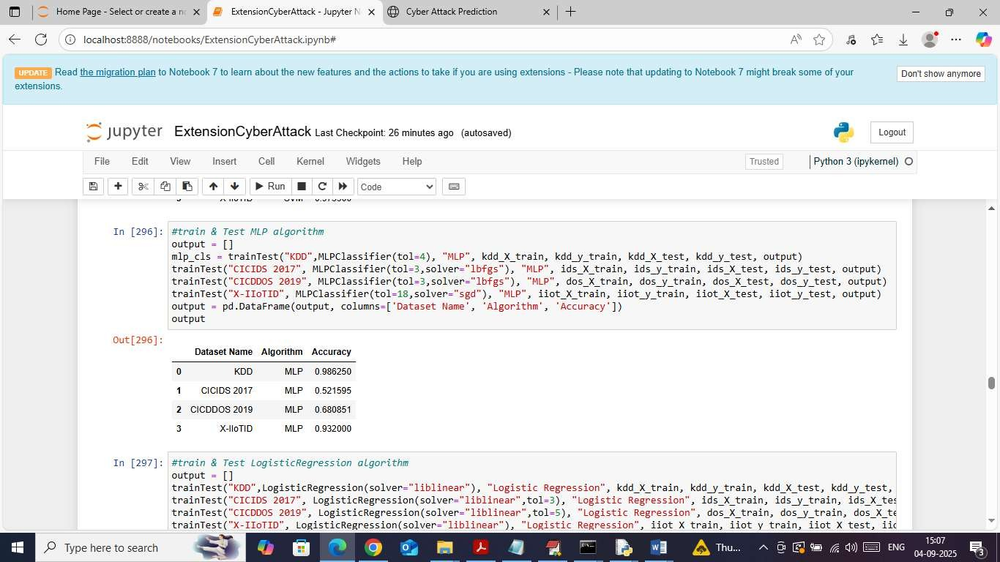 Home Page - Select or create a no
ExtensionCyberAttack - Jupyter N
Cyber Attack Prediction
localhost:8888/notebooks/ExtensionCyberAttack.ipynb#
UPDATE Read the migration plan to Notebook 7 to learn about the new features and the actions to take if you are using extensions - Please note that updating to Notebook 7 might break some of your
extensions.
Don't show anymore
jupyter ExtensionCyberAttack Last Checkpoint: 26 minutes ago (autosaved)
Logout
File Edit View Insert Cell Kernel Widgets Help
Trusted
Python 3 (ipykernel)
Run
Code
In [296]: #train & Test MLP algorithm
output = []
mlp_cls = trainTest("KDD",MLPClassifier(tol=4), "MLP", kdd_X_train, kdd_y_train, kdd_X_test, kdd_y_test, output)
trainTest("CICIDS 2017", MLPClassifier(tol=3,solver="lbfgs"), "MLP", ids_X_train, ids_y_train, ids_X_test, ids_y_test, output)
trainTest("CICDDOS 2019", MLPClassifier(tol=3,solver="lbfgs"), "MLP", dos_X_train, dos_y_train, dos_X_test, dos_y_test, output)
trainTest("X-IIoTID", MLPClassifier(tol=18,solver="sgd"), "MLP", iiot_X_train, iiot_y_train, iiot_X_test, iiot_y_test, output)
output = pd.DataFrame(output, columns=['Dataset Name', 'Algorithm', 'Accuracy'])
output
Out[296]:
Dataset Name Algorithm Accuracy
0 KDD MLP 0.986250
1 CICIDS 2017 MLP 0.521595
2 CICDDOS 2019 MLP 0.680851
3 X-IIoTID MLP 0.932000
In [297]: #train & Test LogisticRegression algorithm
output = []
trainTest("KDD",LogisticRegression(solver="liblinear"), "Logistic Regression", kdd_X_train, kdd_y_train, kdd_X_test, kdd_y_test,
trainTest("CICIDS 2017", LogisticRegression(solver="liblinear",tol=3), "Logistic Regression", ids_X_train, ids_y_train, ids_X_tes
trainTest("CICDDOS 2019", LogisticRegression(solver="liblinear",tol=5), "Logistic Regression", dos_X_train, dos_y_train, dos_X_te
trainTest("X-IIoTID", LogisticRegression(solver="liblinear"), "Logistic Regression", iiot_X_train, iiot_y_train, iiot_X_test, iio
Type here to search
Thu...
ENG
15:07
04-09-2025
3